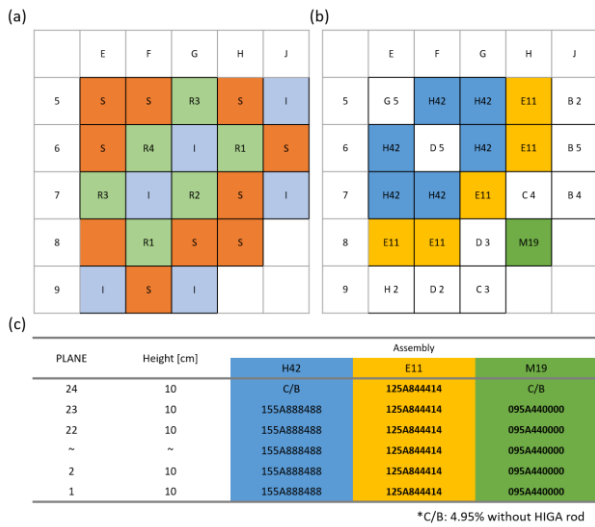 (a) (b)
E F G H J E F G H J
5 S S R3 S I 5 G 5 H42 H42 E11 B 2
6 S R4 I R1 S 6 H42 D 5 H42 E11 B 5
7 R3 I R2 S I 7 H42 H42 E11 C 4 B 4
8 R1 S S 8 E11 E11 D 3 M19
9 I S I 9 H 2 D 2 C 3
(c)
Assembly
PLANE Height [cm]
H42 E11 M19
24 10 C/B 125A844414 C/B
23 10 155A888488 125A844414 095A440000
22 10 155A888488 125A844414 095A440000
~ ~ 155A888488 125A844414 095A440000
2 10 155A888488 125A844414 095A440000
1 10 155A888488 125A844414 095A440000
*C/B: 4.95% without HIGA rod